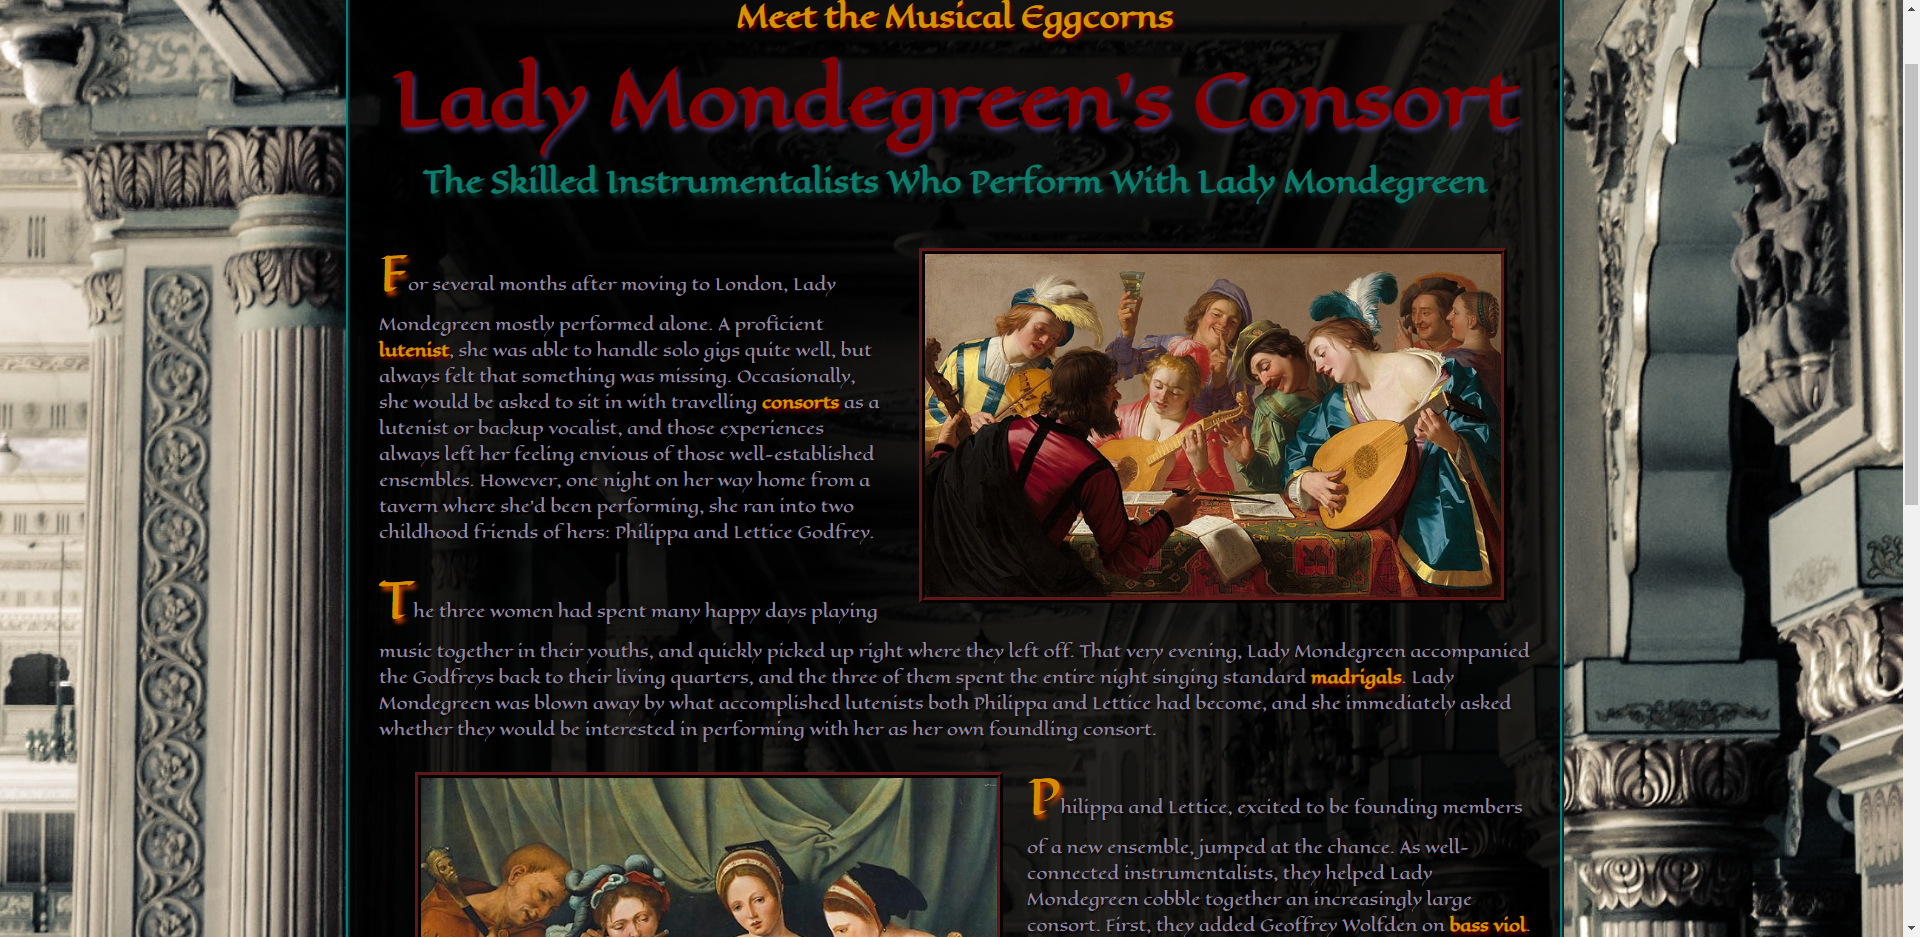 Meet the Musical Eggcorns
Lady Mondegreen's Consort
The Skilled Instrumentalists Who Perform With Lady Mondegreen
For several months after moving to London, Lady
Mondegreen mostly performed alone. A proficient
lutenist, she was able to handle solo gigs quite well, but
always felt that something was missing. Occasionally,
she would be asked to sit in with travelling consorts as a
lutenist or backup vocalist, and those experiences
always left her feeling envious of those well-established
ensembles. However, one night on her way home from a
tavern where she'd been performing, she ran into two
childhood friends of hers: Philippa and Lettice Godfrey.
The three women had spent many happy days playing
music together in their youths, and quickly picked up right where they left off. That very evening, Lady Mondegreen accompanied
the Godfreys back to their living quarters, and the three of them spent the entire night singing standard madrigals. Lady
Mondegreen was blown away by what accomplished lutenists both Philippa and Lettice had become, and she immediately asked
whether they would be interested in performing with her as her own foundling consort.
Philippa and Lettice, excited to be founding members
of a new ensemble, jumped at the chance. As well-
connected instrumentalists, they helped Lady
Mondegreen cobble together an increasingly large
consort. First, they added Geoffrey Wolfden on bass viol.